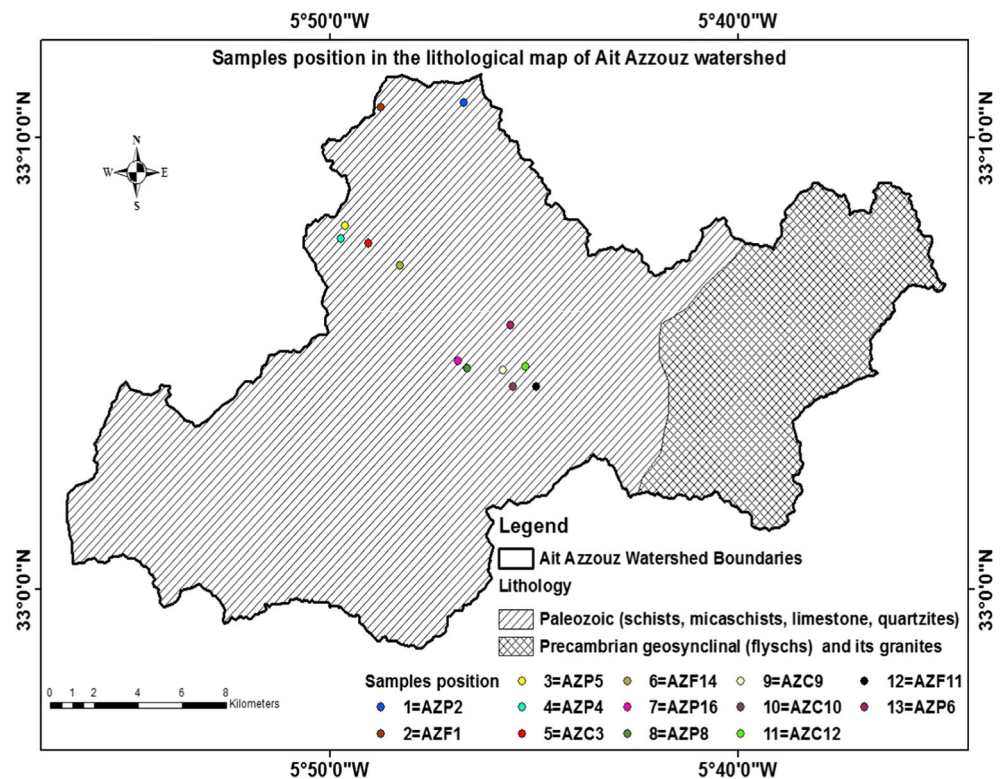 5°50'0"W 5°40'0"W
Samples position in the lithological map of Ait Azzouz watershed
33°10'0"N
33°10'0"N
N
W E
S
Legend
Ait Azzouz Watershed Boundaries
Lithology
33°0'0"N
33°0'0"N
Paleozoic (schists, micaschists, limestone, quartzites)
Precambrian geosynclinal (flyschs) and its granites
Samples position
3=AZP5 6=AZF14 9=AZC9 12=AZF11
1=AZP2 4=AZP4 7=AZP16 10=AZC10 13=AZP6
2=AZF1 5=AZC3 8=AZP8 11=AZC12
0 1 2 4 6 8
Kilometers
5°50'0"W 5°40'0"W